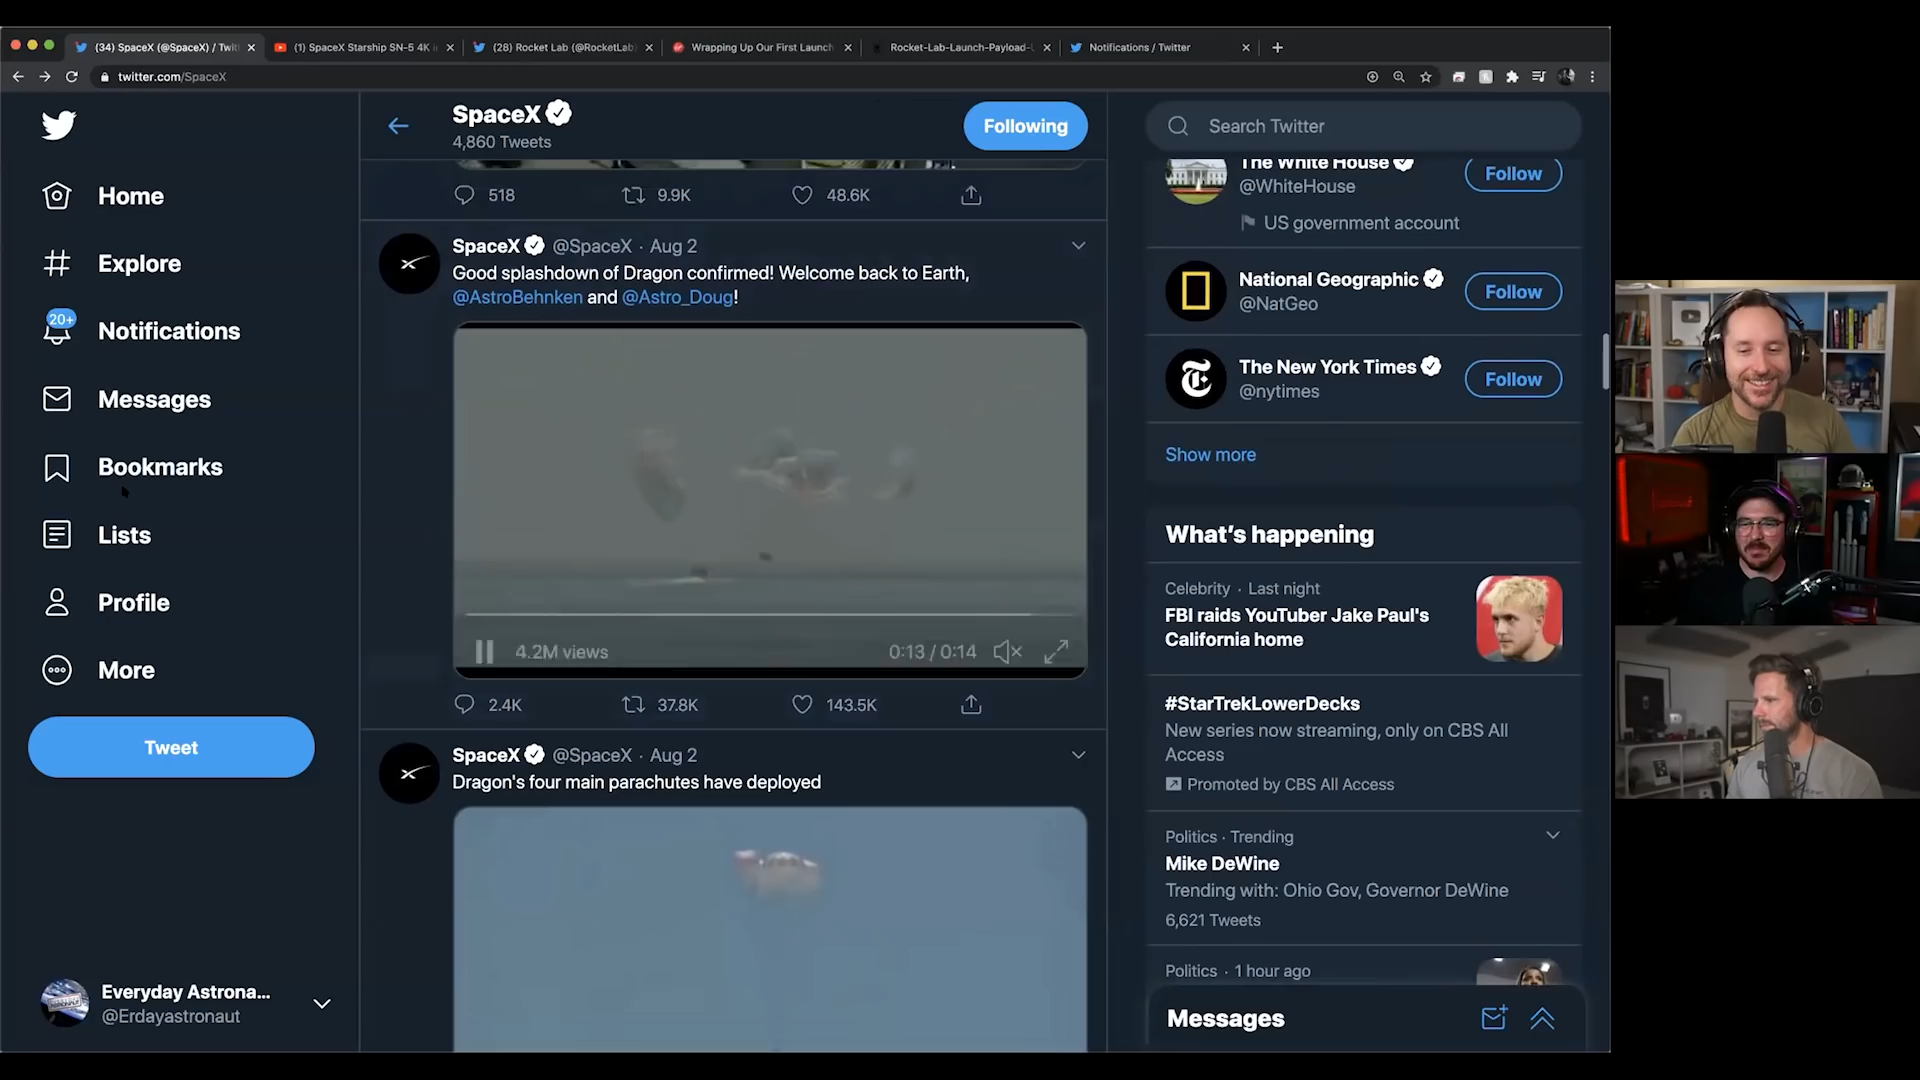 (34) SpaceX (@SpaceX) / Twit
(1) SpaceX Starship SN-5 4K
(28) Rocket Lab (@RocketLab
Wrapping Up Our First Launch
Rocket-Lab-Launch-Payload-
Notifications / Twitter
twitter.com/SpaceX
Home
Explore
20+
Notifications
Messages
Bookmarks
Lists
Profile
More
Tweet
Everyday Astrona...
@Erdayastronaut
SpaceX
4,860 Tweets
Following
518 9.9K 48.6K
SpaceX @SpaceX · Aug 2
Good splashdown of Dragon confirmed! Welcome back to Earth,
@AstroBehnken and @Astro_Doug!
4.2M views 0:13 / 0:14
2.4K 37.8K 143.5K
SpaceX @SpaceX · Aug 2
Dragon's four main parachutes have deployed
Search Twitter
The White House
@WhiteHouse
Follow
US government account
National Geographic
@NatGeo
Follow
The New York Times
@nytimes
Follow
Show more
What's happening
Celebrity · Last night
FBI raids YouTuber Jake Paul's
California home
#StarTrekLowerDecks
New series now streaming, only on CBS All
Access
Promoted by CBS All Access
Politics · Trending
Mike DeWine
Trending with: Ohio Gov, Governor DeWine
6,621 Tweets
Politics · 1 hour ago
Messages